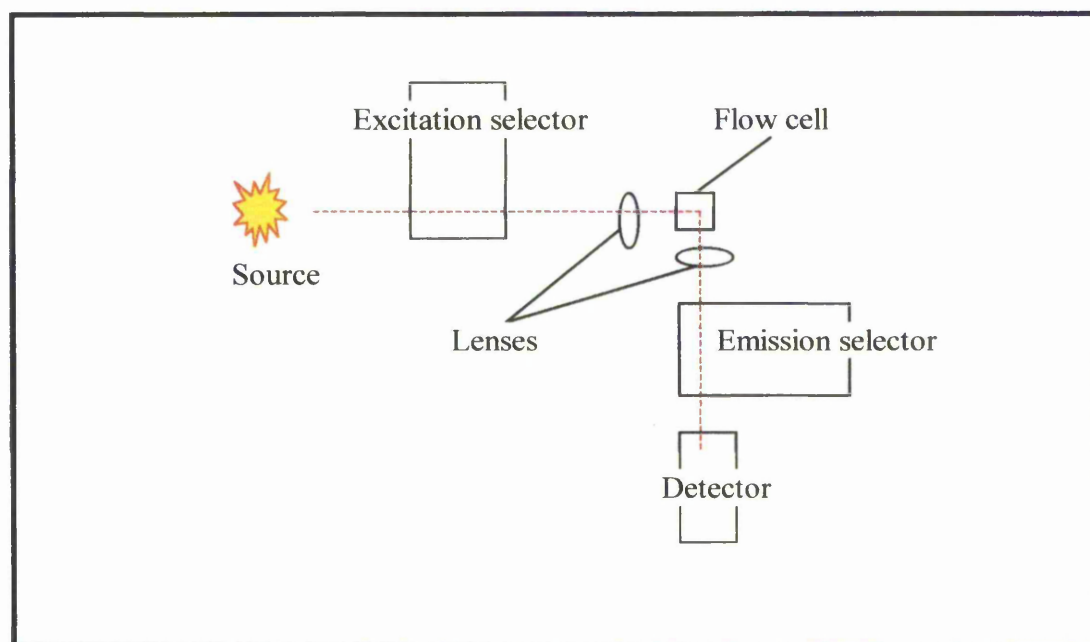 Excitation selector
Flow cell
Source
Lenses
Emission selector
Detector